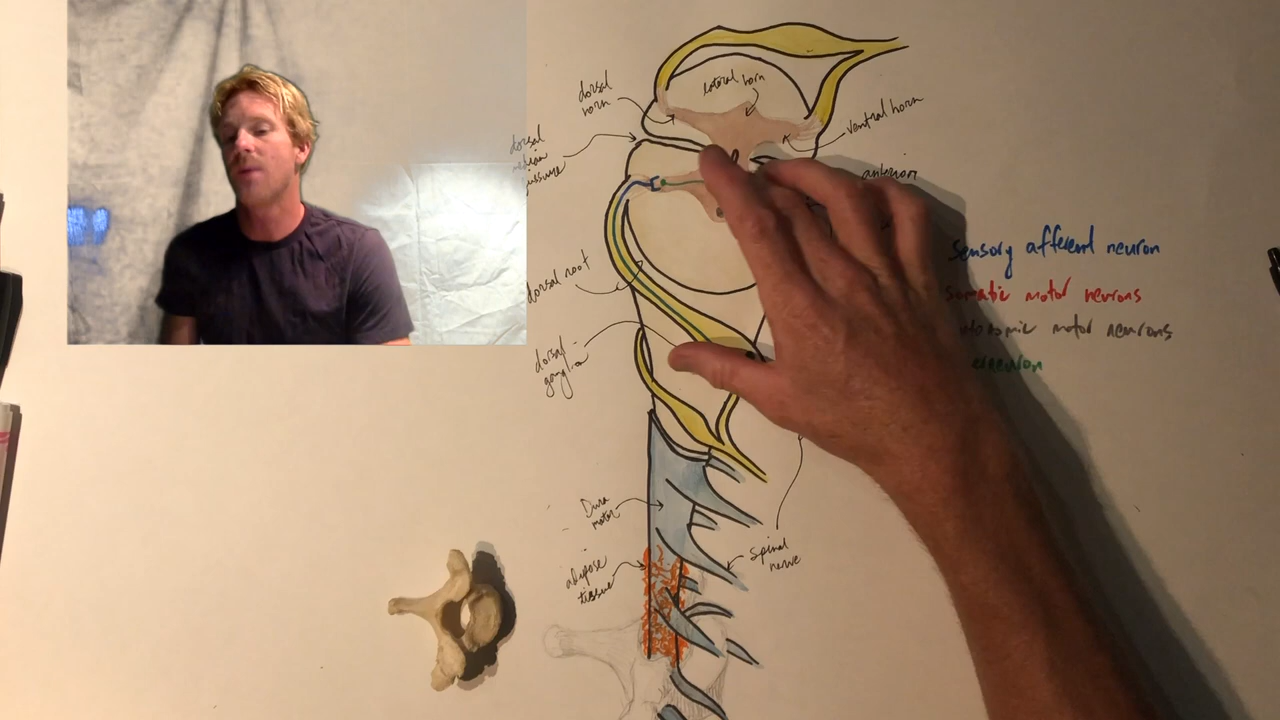 dorsal
horn
lateral horn
ventral horn
dorsal
median
fissure
anterior
sensory afferent neuron
somatic motor neurons
motor neurons
dorsal root
dorsal
ganglia
Dura
mater
spinal
nerve
adipose
tissue